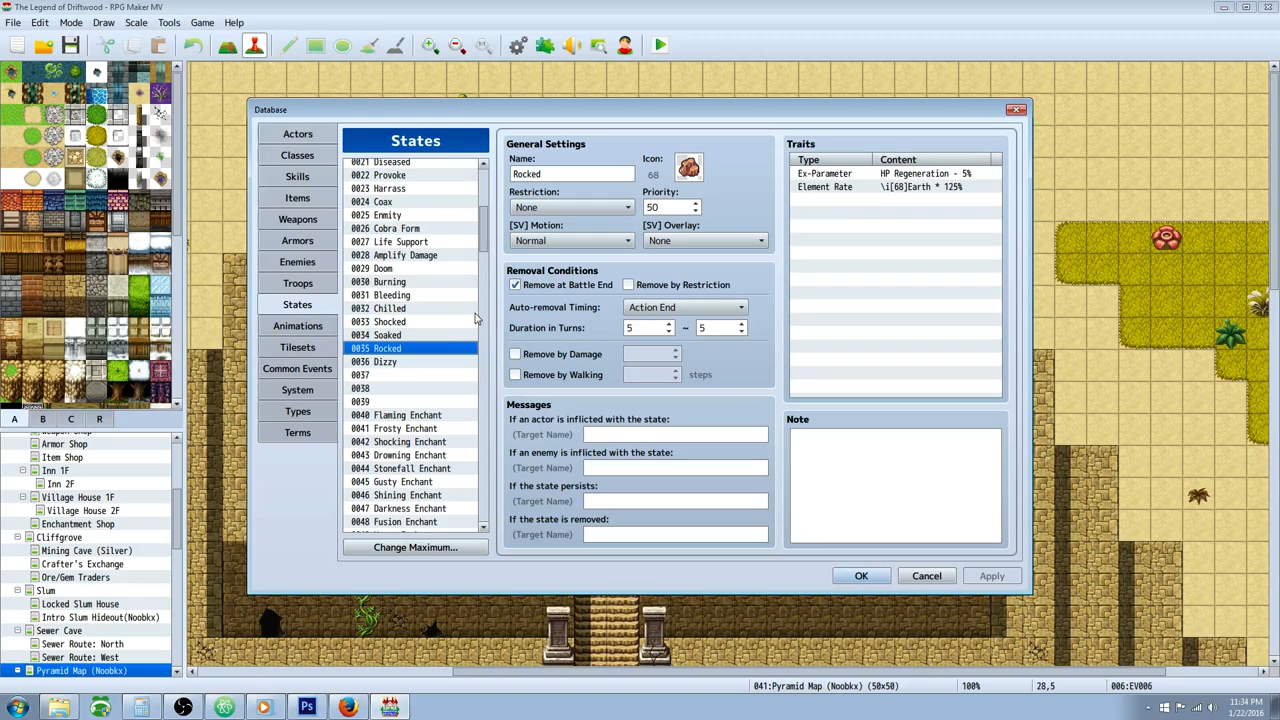 The Legend of Driftwood - RPG Maker MV
File Edit Mode Draw Scale Tools Game Help
Database
Actors
Classes
Skills
Items
Weapons
Armors
Enemies
Troops
States
Animations
Tilesets
Common Events
System
Types
Terms
States
0021 Diseased
0022 Provoke
0023 Harrass
0024 Coax
0025 Enmity
0026 Cobra Form
0027 Life Support
0028 Amplify Damage
0029 Doom
0030 Burning
0031 Bleeding
0032 Chilled
0033 Shocked
0034 Soaked
0035 Rocked
0036 Dizzy
0037
0038
0039
0040 Flaming Enchant
0041 Frosty Enchant
0042 Shocking Enchant
0043 Drowning Enchant
0044 Stonefall Enchant
0045 Gusty Enchant
0046 Shining Enchant
0047 Darkness Enchant
0048 Fusion Enchant
Change Maximum...
General Settings
Name: Icon:
Rocked 68
Restriction: Priority:
None 50
[SV] Motion: [SV] Overlay:
Normal None
Removal Conditions
Remove at Battle End Remove by Restriction
Auto-removal Timing: Action End
Duration in Turns: 5 ~ 5
Remove by Damage
Remove by Walking steps
Messages
If an actor is inflicted with the state:
(Target Name)
If an enemy is inflicted with the state:
(Target Name)
If the state persists:
(Target Name)
If the state is removed:
(Target Name)
Traits
Type Content
Ex-Parameter HP Regeneration - 5%
Element Rate \i[68]Earth * 125%
Note
OK Cancel Apply
A B C R
Armor Shop
Item Shop
Inn 1F
Inn 2F
Village House 1F
Village House 2F
Enchantment Shop
Cliffgrove
Mining Cave (Silver)
Crafter's Exchange
Ore/Gem Traders
Slum
Locked Slum House
Intro Slum Hideout(Noobkx)
Sewer Cave
Sewer Route: North
Sewer Route: West
Pyramid Map (Noobkx)
041:Pyramid Map (Noobkx) (50x50) 100% 28,5 006:EV006
Ps
11:34 PM
1/22/2016